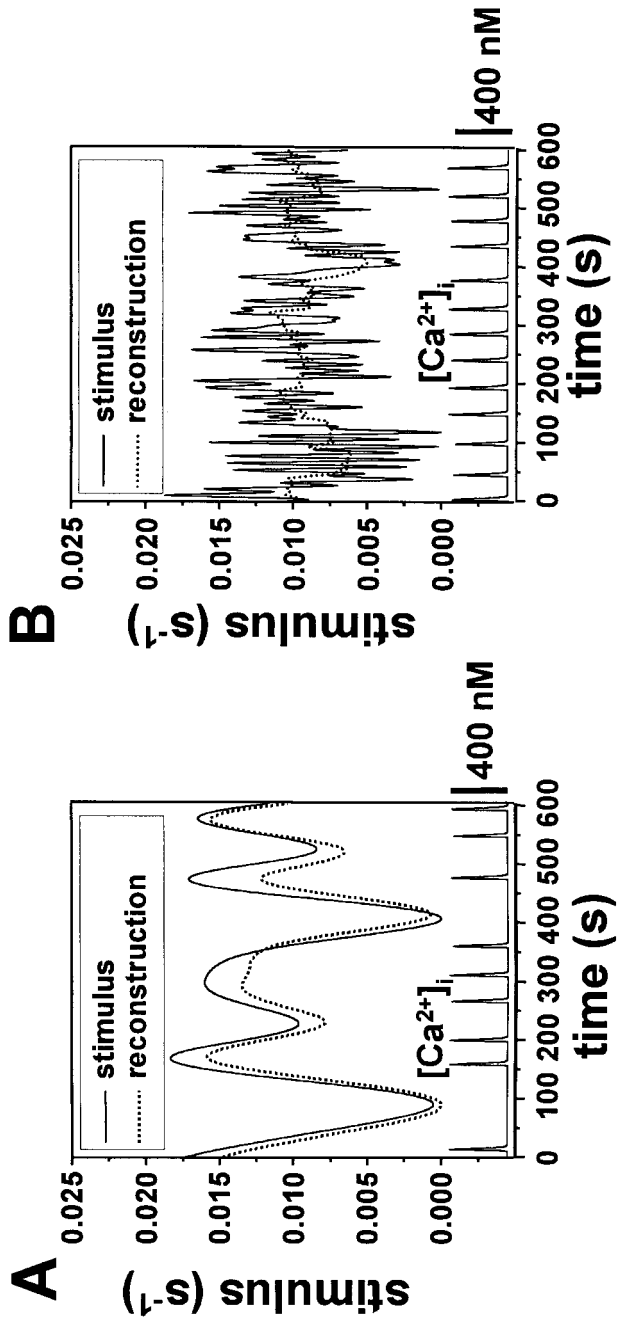 A
stimulus (s-1)
0.025
0.020
0.015
0.010
0.005
0.000
stimulus
reconstruction
[Ca2+]i
400 nM
0 100 200 300 400 500 600
time (s)
B
stimulus (s-1)
0.025
0.020
0.015
0.010
0.005
0.000
stimulus
reconstruction
[Ca2+]i
400 nM
0 100 200 300 400 500 600
time (s)